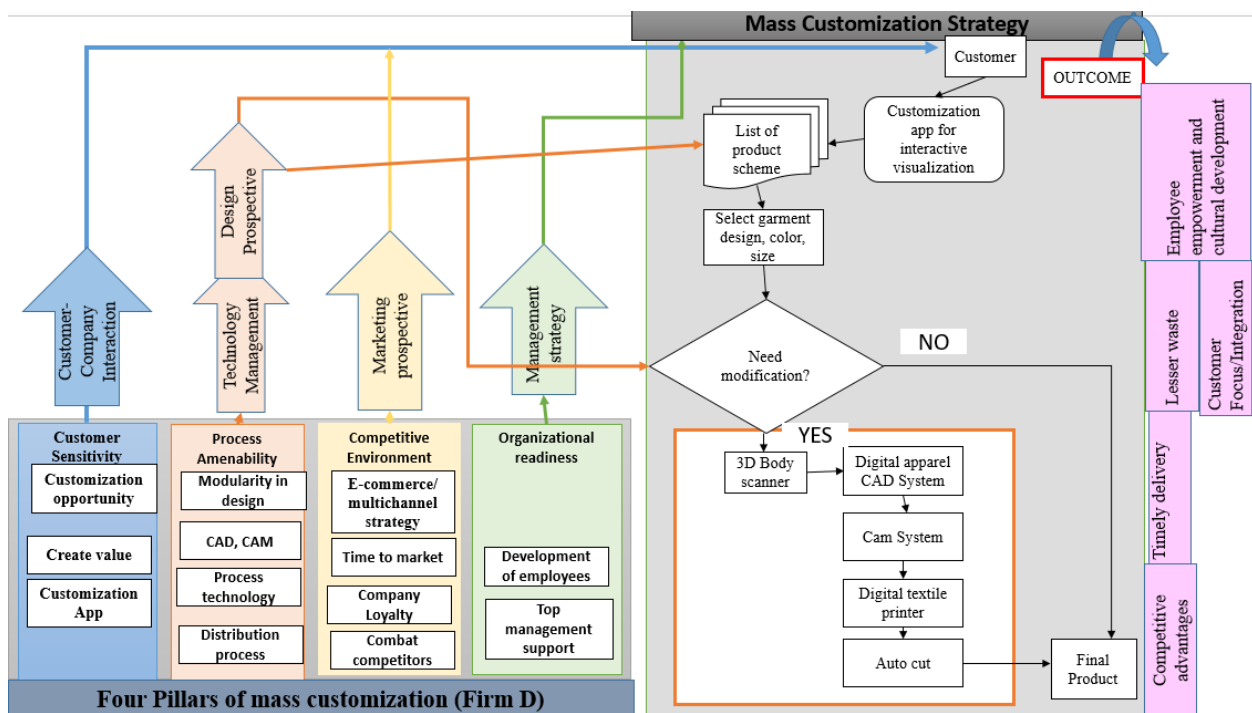 Mass Customization Strategy
Customer
OUTCOME
Customization
app for
interactive
visualization
List of
product
scheme
Select garment
design, color,
size
Need
modification?
NO
YES
3D Body
scanner
Digital apparel
CAD System
Cam System
Digital textile
printer
Auto cut
Final
Product
Employee
empowerment and
cultural development
Lesser waste
Customer
Focus/Integration
Timely delivery
Competitive
advantages
Customer-
Company
Interaction
Design
Prospective
Technology
Management
Marketing
prospective
Management
strategy
Customer
Sensitivity
Customization
opportunity
Create value
Customization
App
Process
Amenability
Modularity in
design
CAD, CAM
Process
technology
Distribution
process
Competitive
Environment
E-commerce/
multichannel
strategy
Time to market
Company
Loyalty
Combat
competitors
Organizational
readiness
Development
of employees
Top
management
support
Four Pillars of mass customization (Firm D)